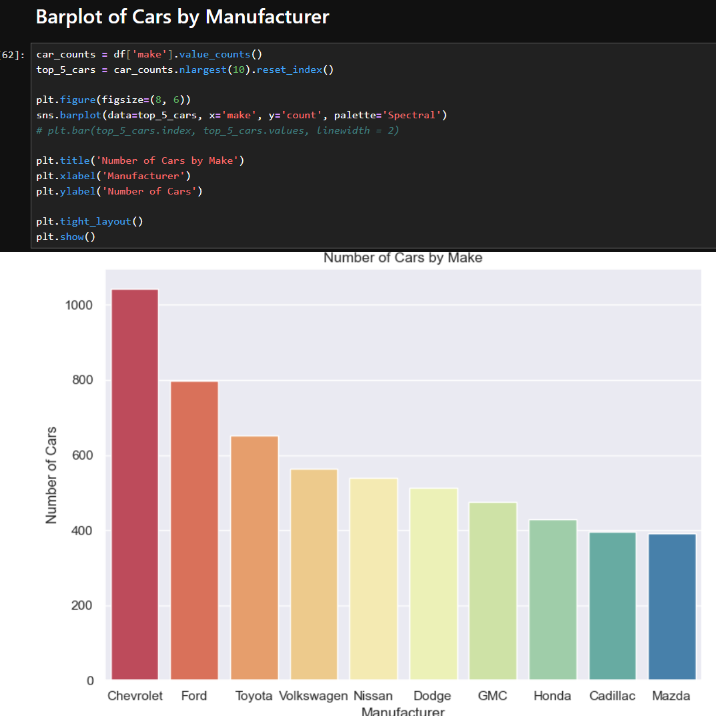 Barplot of Cars by Manufacturer
62]:
car_counts = df['make'].value_counts()
top_5_cars = car_counts.nlargest(10).reset_index()
plt.figure(figsize=(8, 6))
sns.barplot(data=top_5_cars, x='make', y='count', palette='Spectral')
# plt.bar(top_5_cars.index, top_5_cars.values, linewidth = 2)
plt.title('Number of Cars by Make')
plt.xlabel('Manufacturer')
plt.ylabel('Number of Cars')
plt.tight_layout()
plt.show()
Number of Cars by Make
Number of Cars
1000
800
600
400
200
0
Chevrolet Ford Toyota Volkswagen Nissan Dodge GMC Honda Cadillac Mazda
Manufacturer